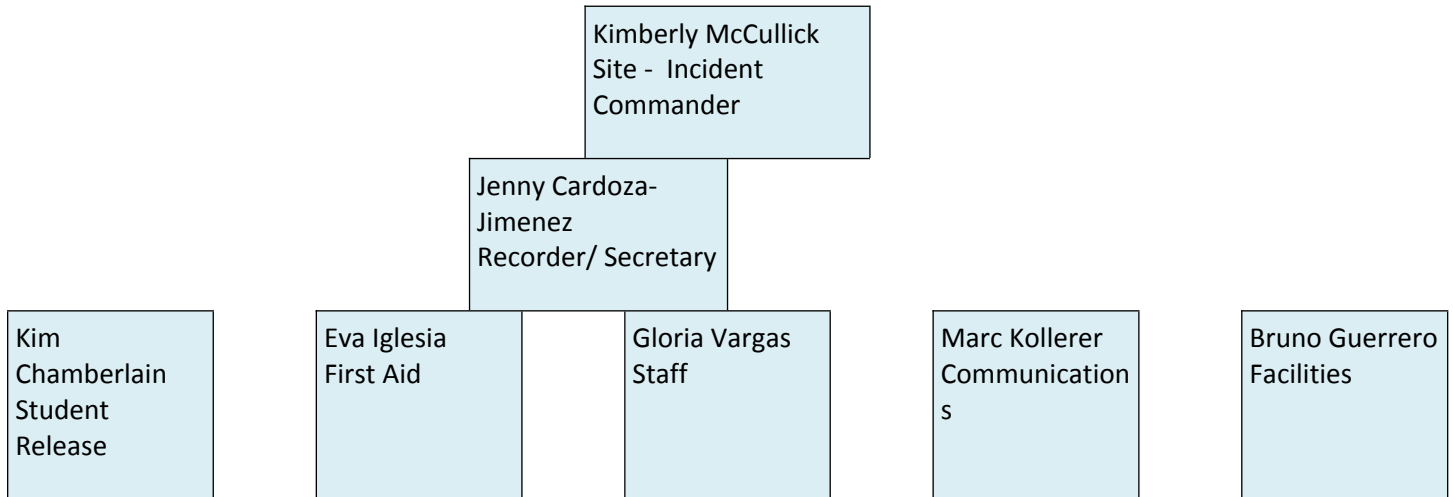 Kimberly McCullick
Site -  Incident
Commander
Jenny Cardoza-
Jimenez
Recorder/ Secretary
Kim
Chamberlain
Student
Release
Eva Iglesia
First Aid
Gloria Vargas
Staff
Marc Kollerer
Communication
s
Bruno Guerrero
Facilities